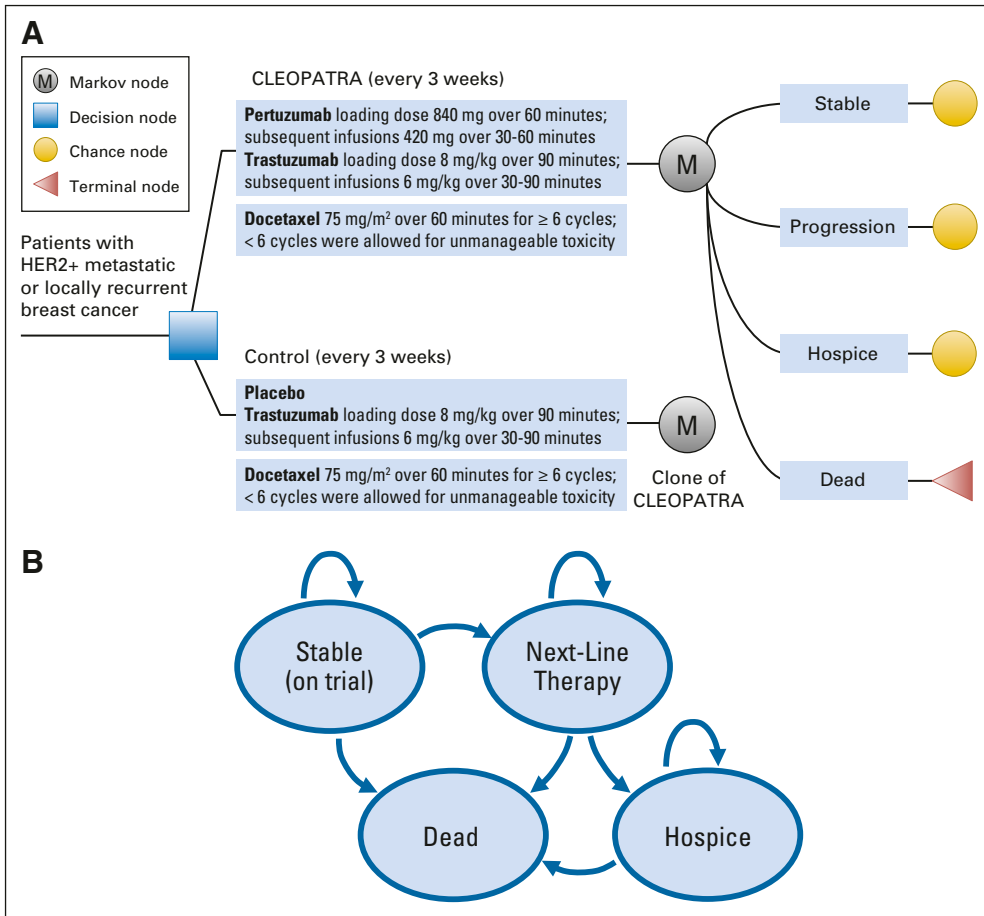 A
M Markov node
Decision node
Chance node
Terminal node
Patients with
HER2+ metastatic
or locally recurrent
breast cancer
CLEOPATRA (every 3 weeks)
Pertuzumab loading dose 840 mg over 60 minutes;
subsequent infusions 420 mg over 30-60 minutes
Trastuzumab loading dose 8 mg/kg over 90 minutes;
subsequent infusions 6 mg/kg over 30-90 minutes
Docetaxel 75 mg/m² over 60 minutes for ≥ 6 cycles;
< 6 cycles were allowed for unmanageable toxicity
M
Stable
Progression
Hospice
Dead
Control (every 3 weeks)
Placebo
Trastuzumab loading dose 8 mg/kg over 90 minutes;
subsequent infusions 6 mg/kg over 30-90 minutes
Docetaxel 75 mg/m² over 60 minutes for ≥ 6 cycles;
< 6 cycles were allowed for unmanageable toxicity
M
Clone of
CLEOPATRA
B
Stable
(on trial)
Next-Line
Therapy
Dead
Hospice